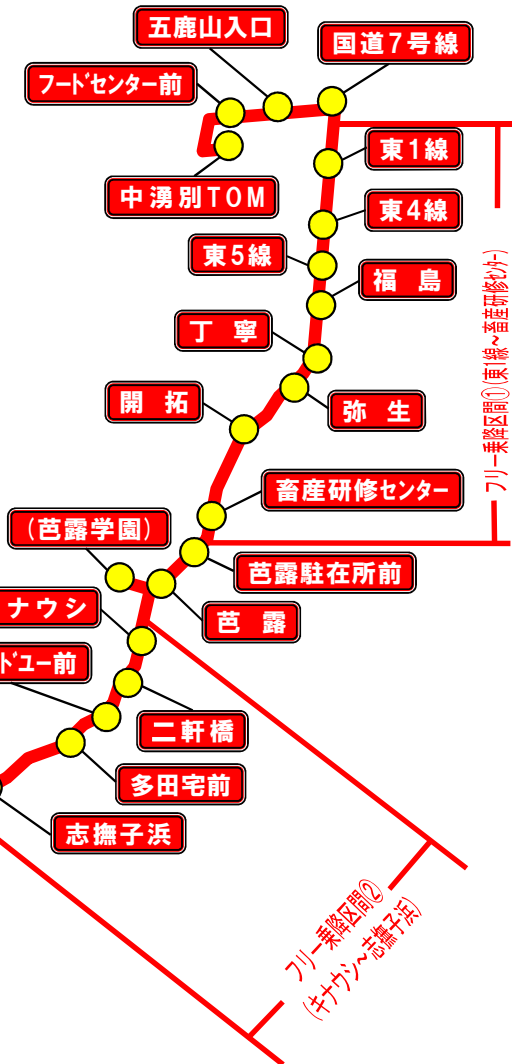 五鹿山入口
国道7号線
フードセンター前
東1線
中湧別TOM
東4線
東5線
福島
丁寧
開拓
弥生
フリー乗降区間①(東1線~畜産研修センター)
畜産研修センター
(芭露学園)
芭露駐在所前
ナウシ
芭露
ドユー前
二軒橋
多田宅前
志撫子浜
フリー乗降区間②
(キナウシ~志撫子浜)